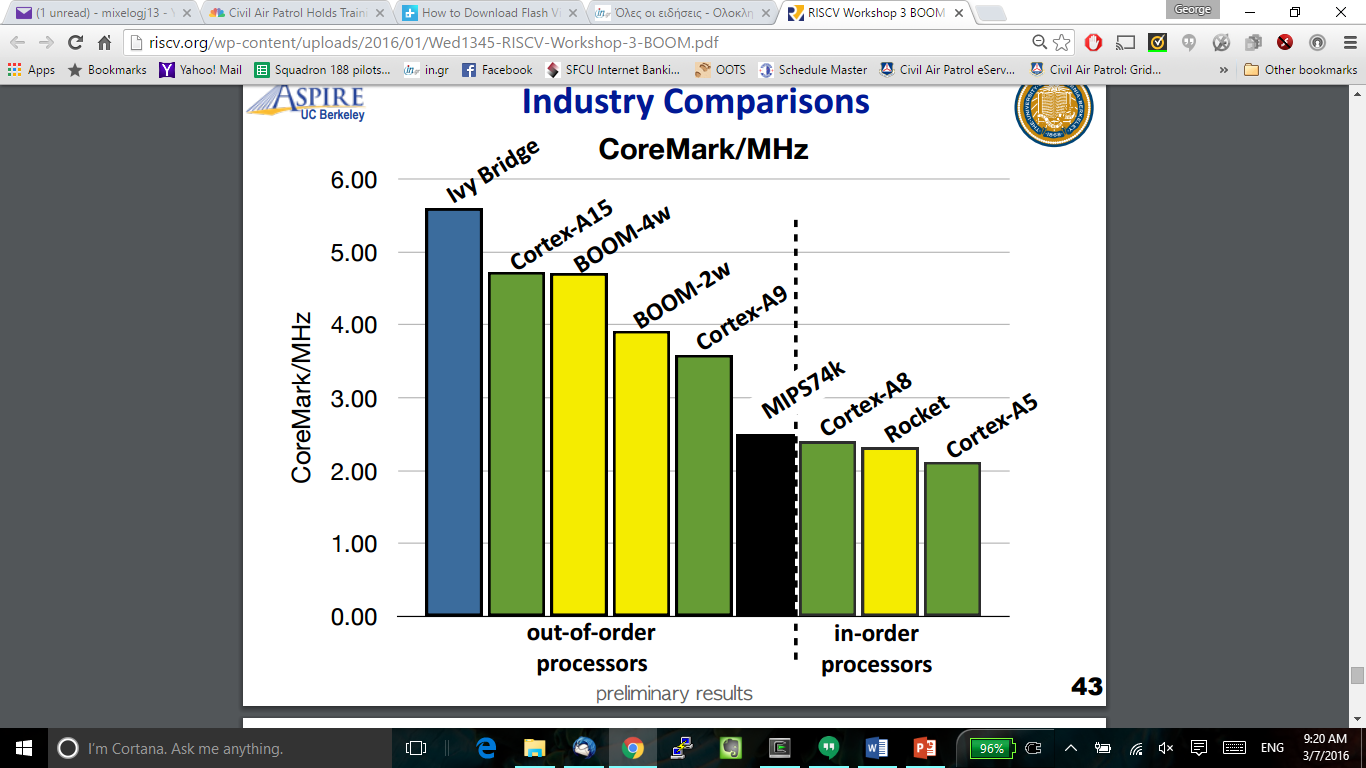 George
(1 unread) - mixelogj13 - Y
Civil Air Patrol Holds Traini
How to Download Flash Vi
Όλες οι ειδήσεις - Ολοκλη
RISCV Workshop 3 BOOM
riscv.org/wp-content/uploads/2016/01/Wed1345-RISCV-Workshop-3-BOOM.pdf
Apps
Bookmarks
Yahoo! Mail
Squadron 188 pilots...
in.gr
Facebook
SFCU Internet Banki...
OOTS
Schedule Master
Civil Air Patrol eServ...
Civil Air Patrol: Grid...
»
Other bookmarks
ASPIRE
UC Berkeley
Industry Comparisons
CoreMark/MHz
CoreMark/MHz
6.00
5.00
4.00
3.00
2.00
1.00
0.00
Ivy Bridge
Cortex-A15
BOOM-4w
BOOM-2w
Cortex-A9
MIPS74k
Cortex-A8
Rocket
Cortex-A5
out-of-order
processors
in-order
processors
preliminary results
43
I'm Cortana. Ask me anything.
96%
ENG
9:20 AM
3/7/2016